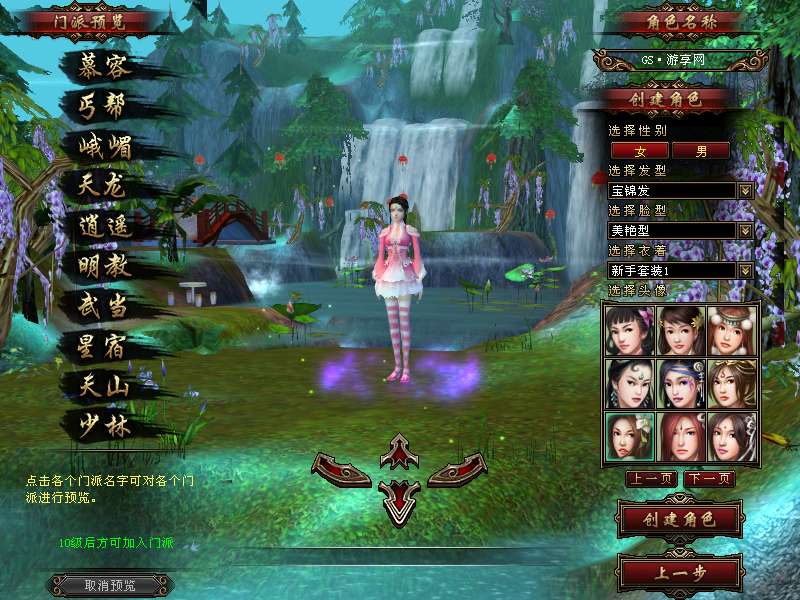 门派预览
慕容
丐帮
峨嵋
天龙
逍遥
明教
武当
星宿
天山
少林
点击各个门派名字可对各个门
派进行预览。
10级后方可加入门派
取消预览
角色名称
GS·游享网
创建角色
选择性别
女 男
选择发型
宝锦发
选择脸型
美艳型
选择衣着
新手套装1
选择头像
上一页 下一页
创建角色
上一步